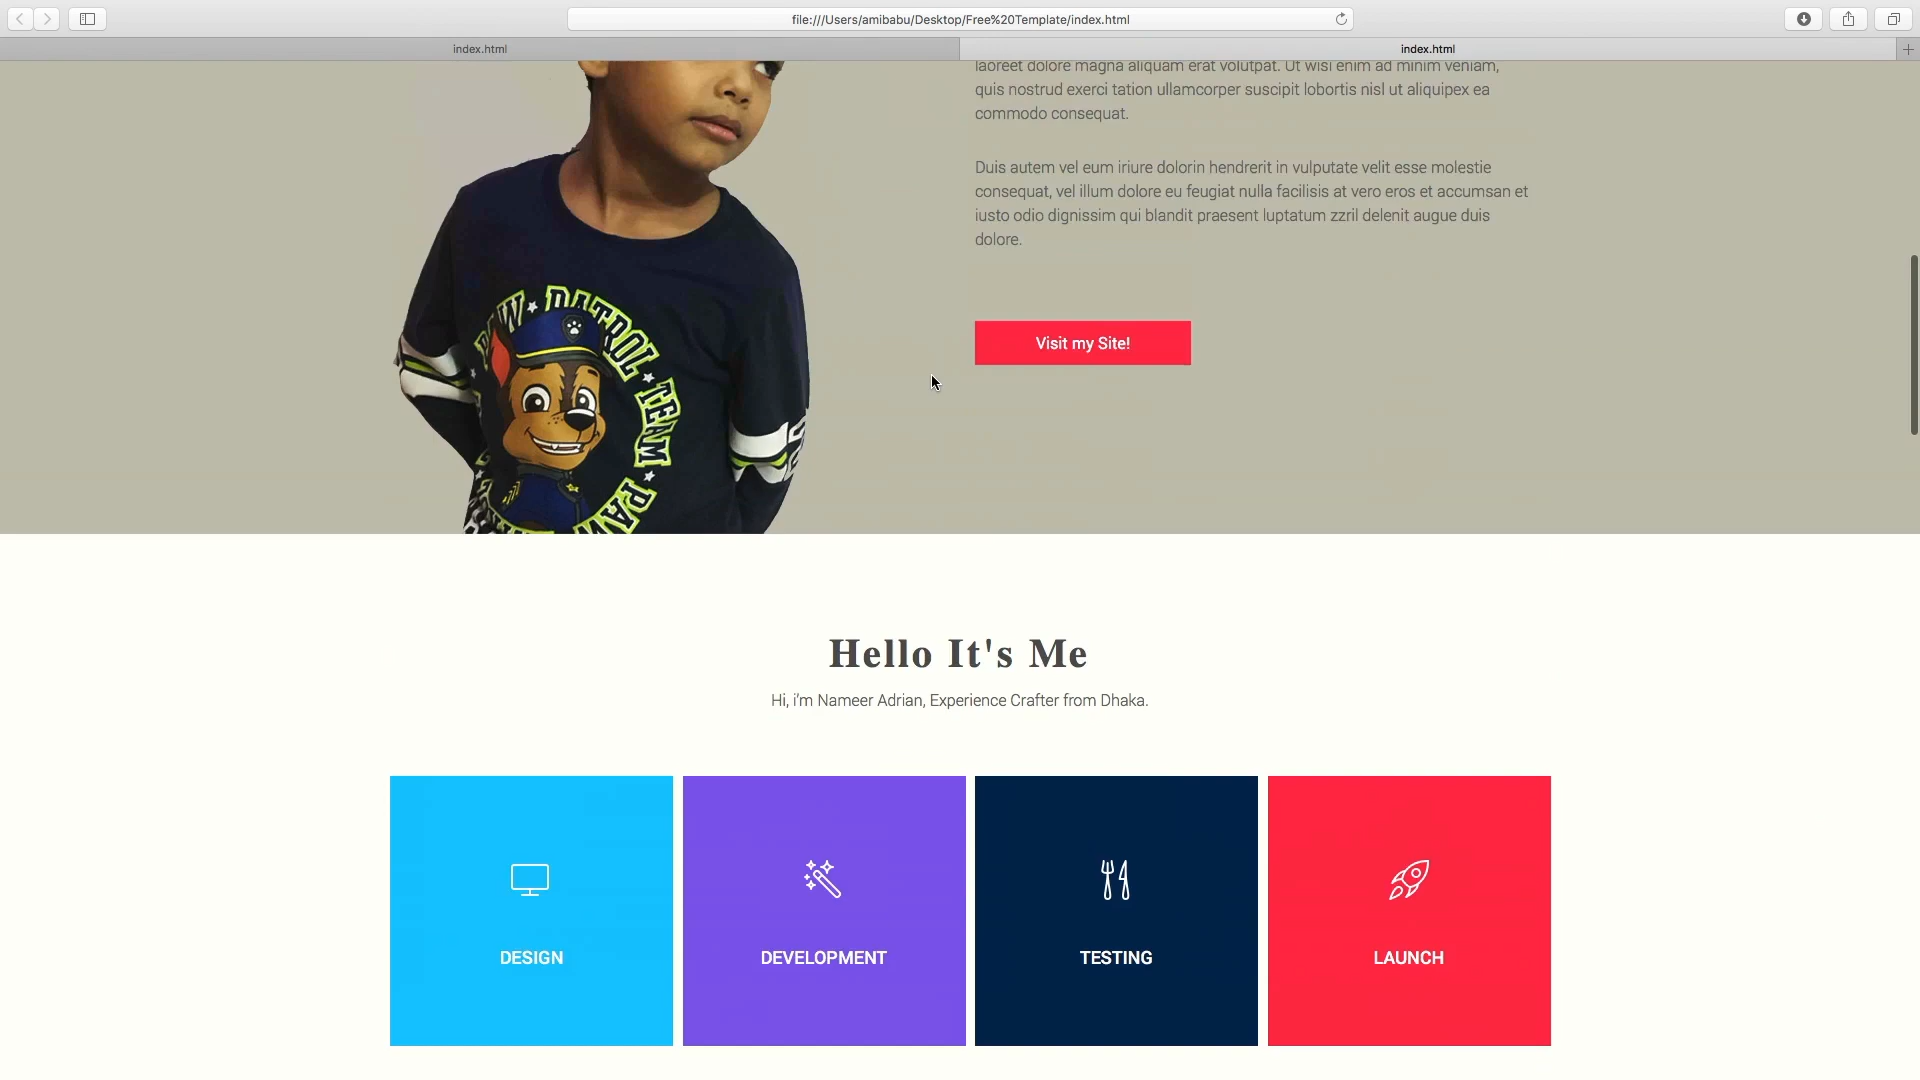 file:///Users/amibabu/Desktop/Free%20Template/index.html
index.html
index.html
laoreet dolore magna aliquam erat volutpat. Ut wisi enim ad minim veniam,
quis nostrud exerci tation ullamcorper suscipit lobortis nisl ut aliquipex ea
commodo consequat.
Duis autem vel eum iriure dolorin hendrerit in vulputate velit esse molestie
consequat, vel illum dolore eu feugiat nulla facilisis at vero eros et accumsan et
iusto odio dignissim qui blandit praesent luptatum zzril delenit augue duis
dolore.
Visit my Site!
PAW ★ PATROL ★ TEAM ★ PAW
Hello It's Me
Hi, i'm Nameer Adrian, Experience Crafter from Dhaka.
DESIGN
DEVELOPMENT
TESTING
LAUNCH